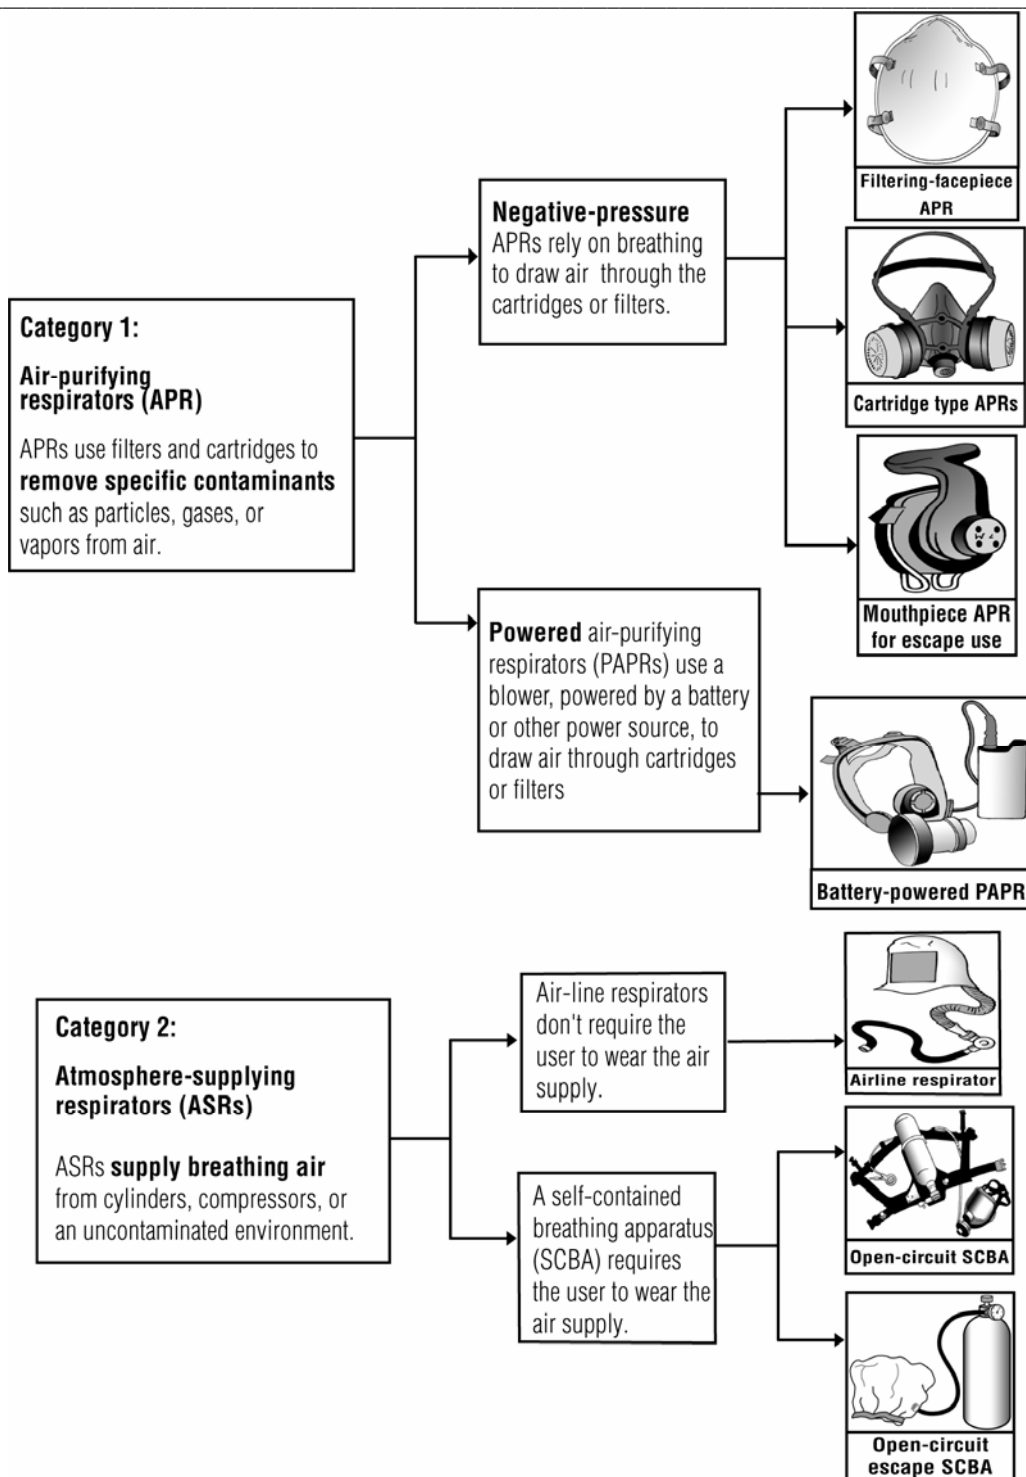 Category 1:
Air-purifying
respirators (APR)
APRs use filters and cartridges to
remove specific contaminants
such as particles, gases, or
vapors from air.
Negative-pressure
APRs rely on breathing
to draw air through the
cartridges or filters.
Filtering-facepiece
APR
Cartridge type APRs
Mouthpiece APR
for escape use
Powered air-purifying
respirators (PAPRs) use a
blower, powered by a battery
or other power source, to
draw air through cartridges
or filters
Battery-powered PAPR
Category 2:
Atmosphere-supplying
respirators (ASRs)
ASRs supply breathing air
from cylinders, compressors, or
an uncontaminated environment.
Air-line respirators
don't require the
user to wear the air
supply.
Airline respirator
A self-contained
breathing apparatus
(SCBA) requires
the user to wear the
air supply.
Open-circuit SCBA
Open-circuit
escape SCBA